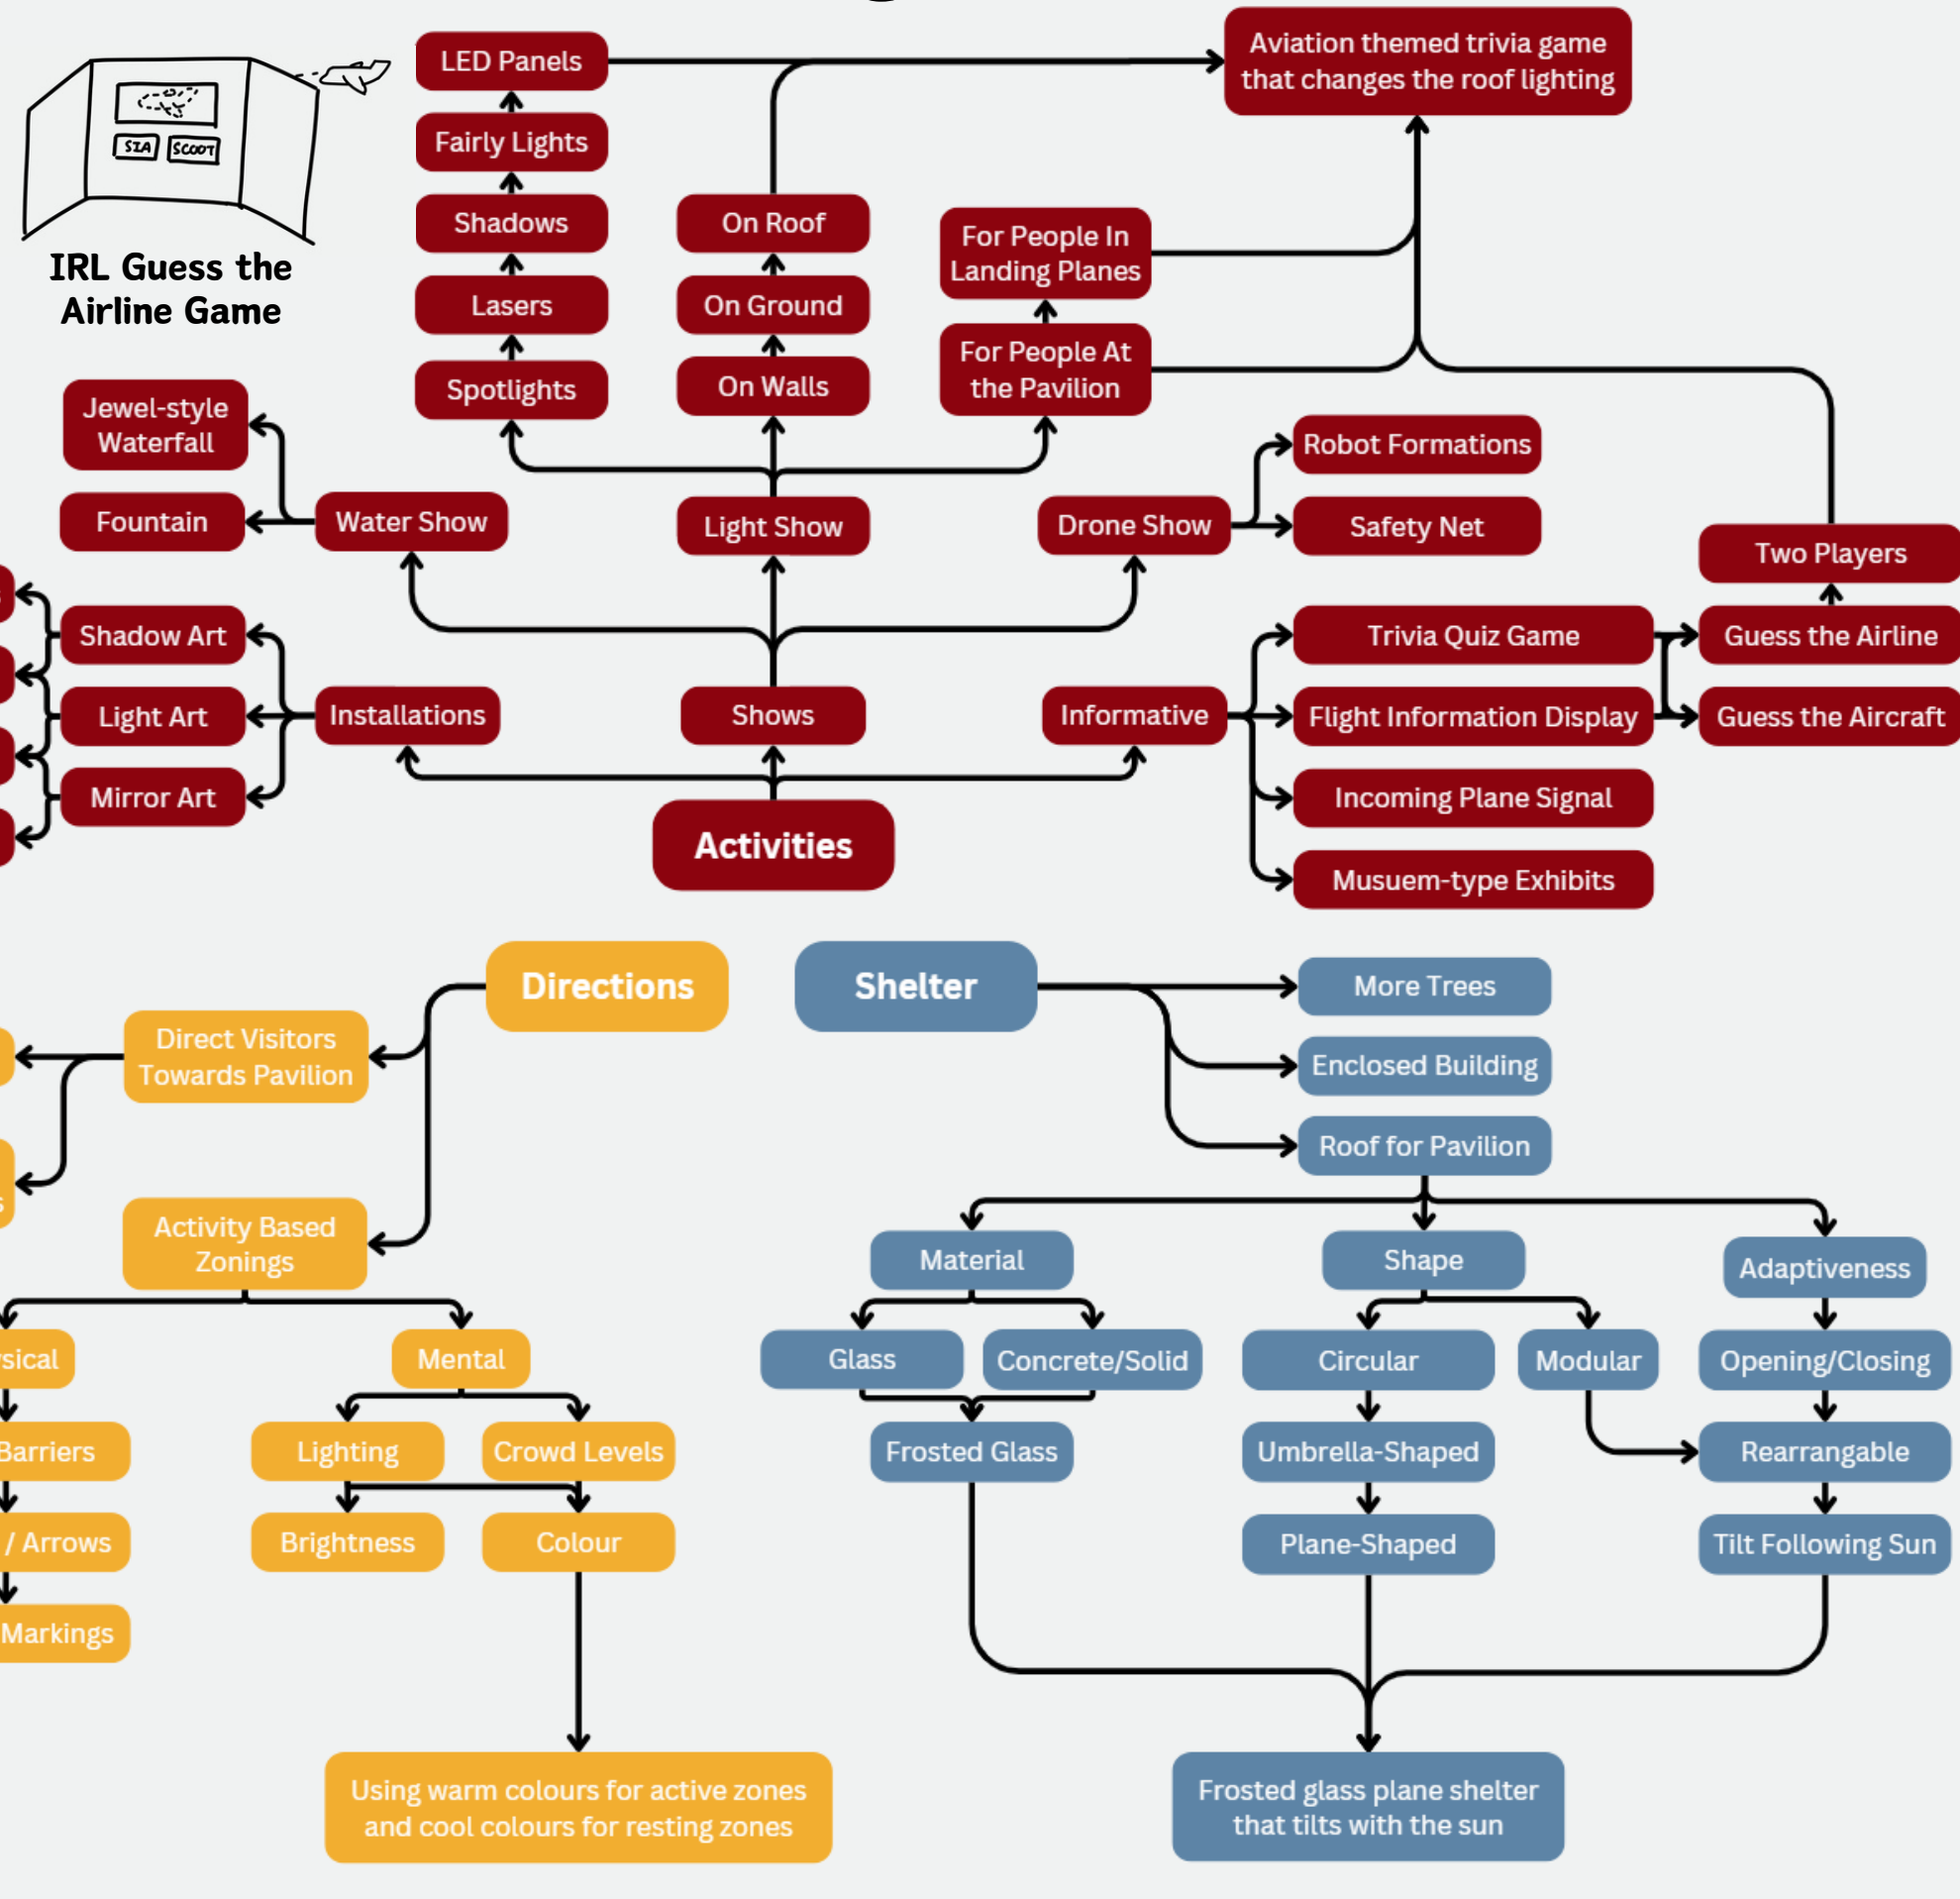 LED Panels
Aviation themed trivia game
that changes the roof lighting
Fairly Lights
SIA
SCOOT
IRL Guess the
Airline Game
Shadows
On Roof
For People In
Landing Planes
Lasers
On Ground
Spotlights
On Walls
For People At
the Pavilion
Jewel-style
Waterfall
Robot Formations
Fountain
Water Show
Light Show
Drone Show
Safety Net
Two Players
Shadow Art
Trivia Quiz Game
Guess the Airline
Light Art
Installations
Shows
Informative
Flight Information Display
Guess the Aircraft
Mirror Art
Incoming Plane Signal
Activities
Musuem-type Exhibits
Directions
Shelter
More Trees
Direct Visitors
Towards Pavilion
Enclosed Building
Roof for Pavilion
Activity Based
Zonings
Material
Shape
Adaptiveness
Mental
Glass
Concrete/Solid
Circular
Modular
Opening/Closing
Barriers
Lighting
Crowd Levels
Frosted Glass
Umbrella-Shaped
Rearrangable
/ Arrows
Brightness
Colour
Plane-Shaped
Tilt Following Sun
Markings
Using warm colours for active zones
and cool colours for resting zones
Frosted glass plane shelter
that tilts with the sun